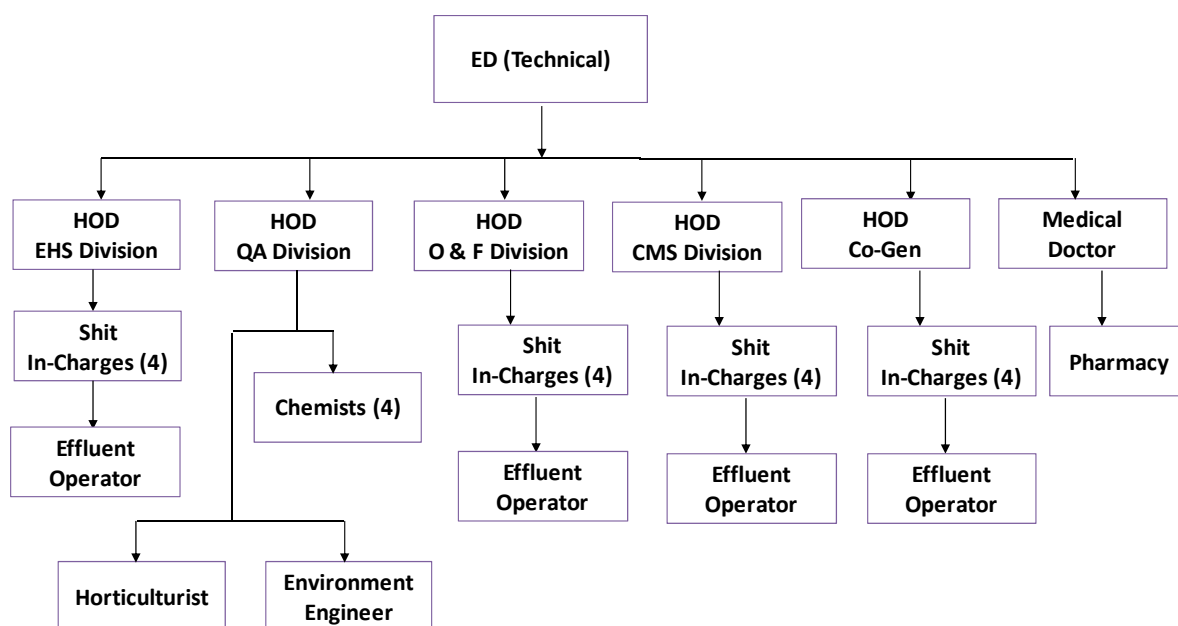 ED (Technical)
HOD
EHS Division
HOD
QA Division
HOD
O & F Division
HOD
CMS Division
HOD
Co-Gen
Medical
Doctor
Shit
In-Charges (4)
Chemists (4)
Shit
In-Charges (4)
Shit
In-Charges (4)
Shit
In-Charges (4)
Pharmacy
Effluent
Operator
Effluent
Operator
Effluent
Operator
Effluent
Operator
Horticulturist
Environment
Engineer